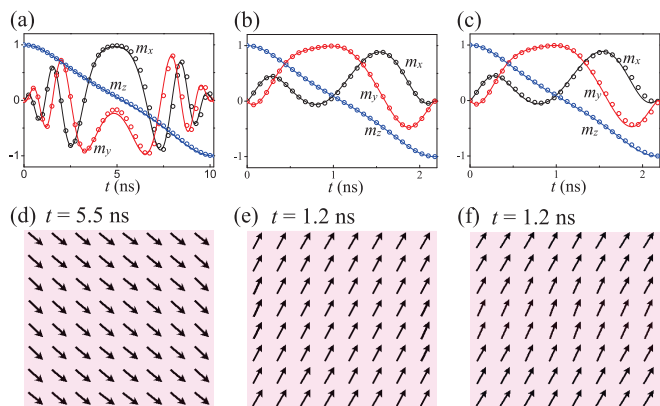 (a) (b) (c)
1 0 -1 mx my mz 0 5 10
1 0 -1 mx my mz 0 1 2
1 0 -1 mx my mz 0 1 2
t (ns) t (ns) t (ns)
(d) t = 5.5 ns (e) t = 1.2 ns (f) t = 1.2 ns